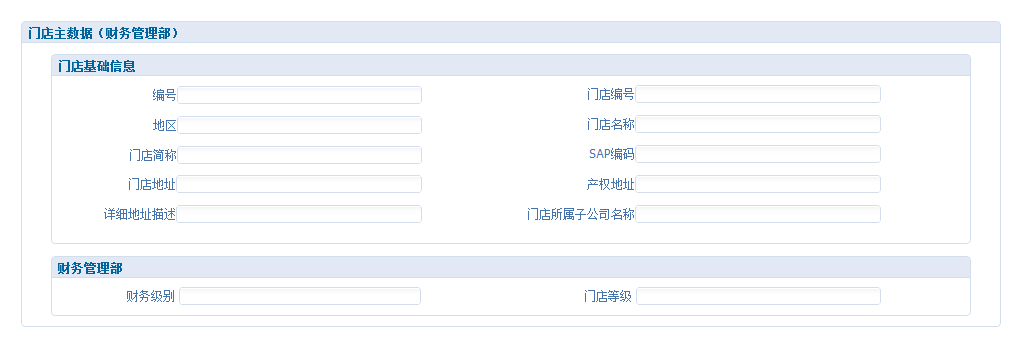 门店主数据（财务管理部）
门店基础信息
编号 门店编号
地区 门店名称
门店简称 SAP编码
门店地址 产权地址
详细地址描述 门店所属子公司名称
财务管理部
财务级别 门店等级